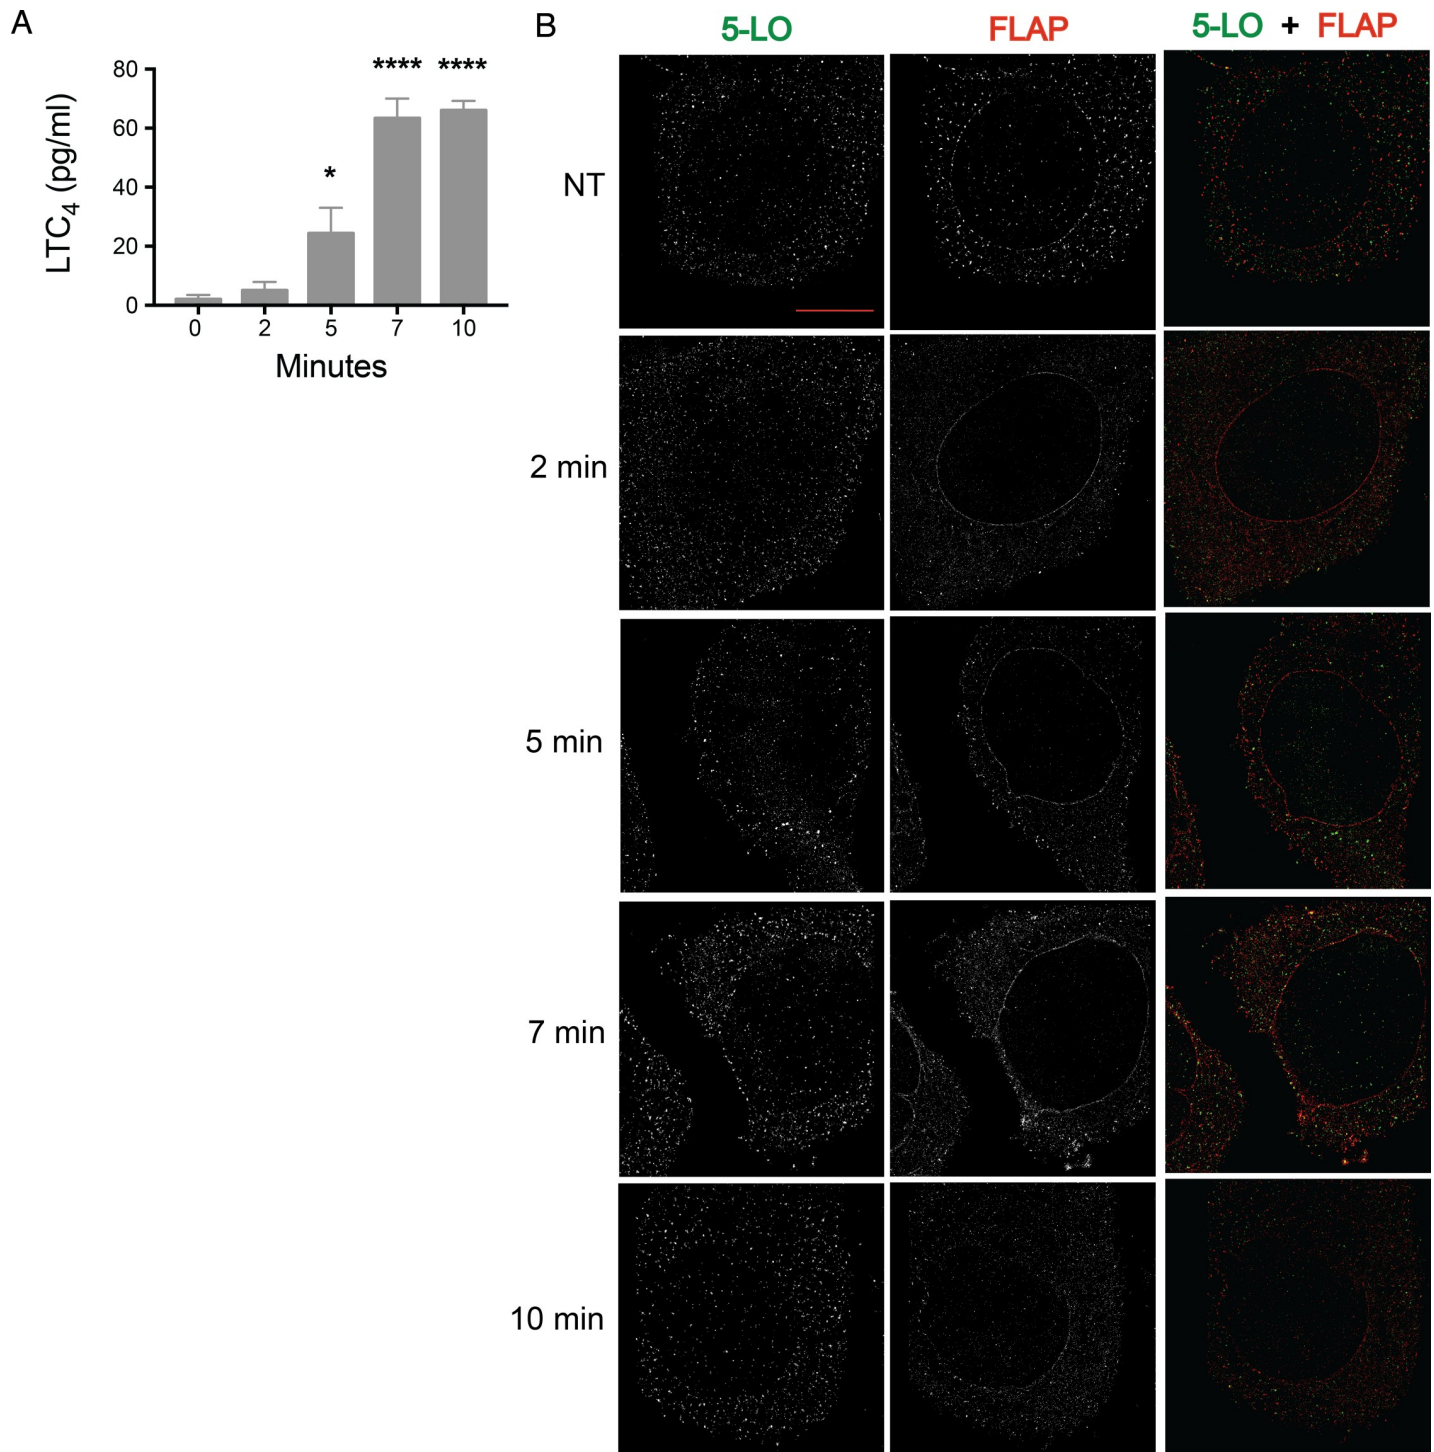 A
80
60
40
20
0
LTC4 (pg/ml)
*
****
****
0 2 5 7 10
Minutes
B
5-LO FLAP 5-LO + FLAP
NT
2 min
5 min
7 min
10 min